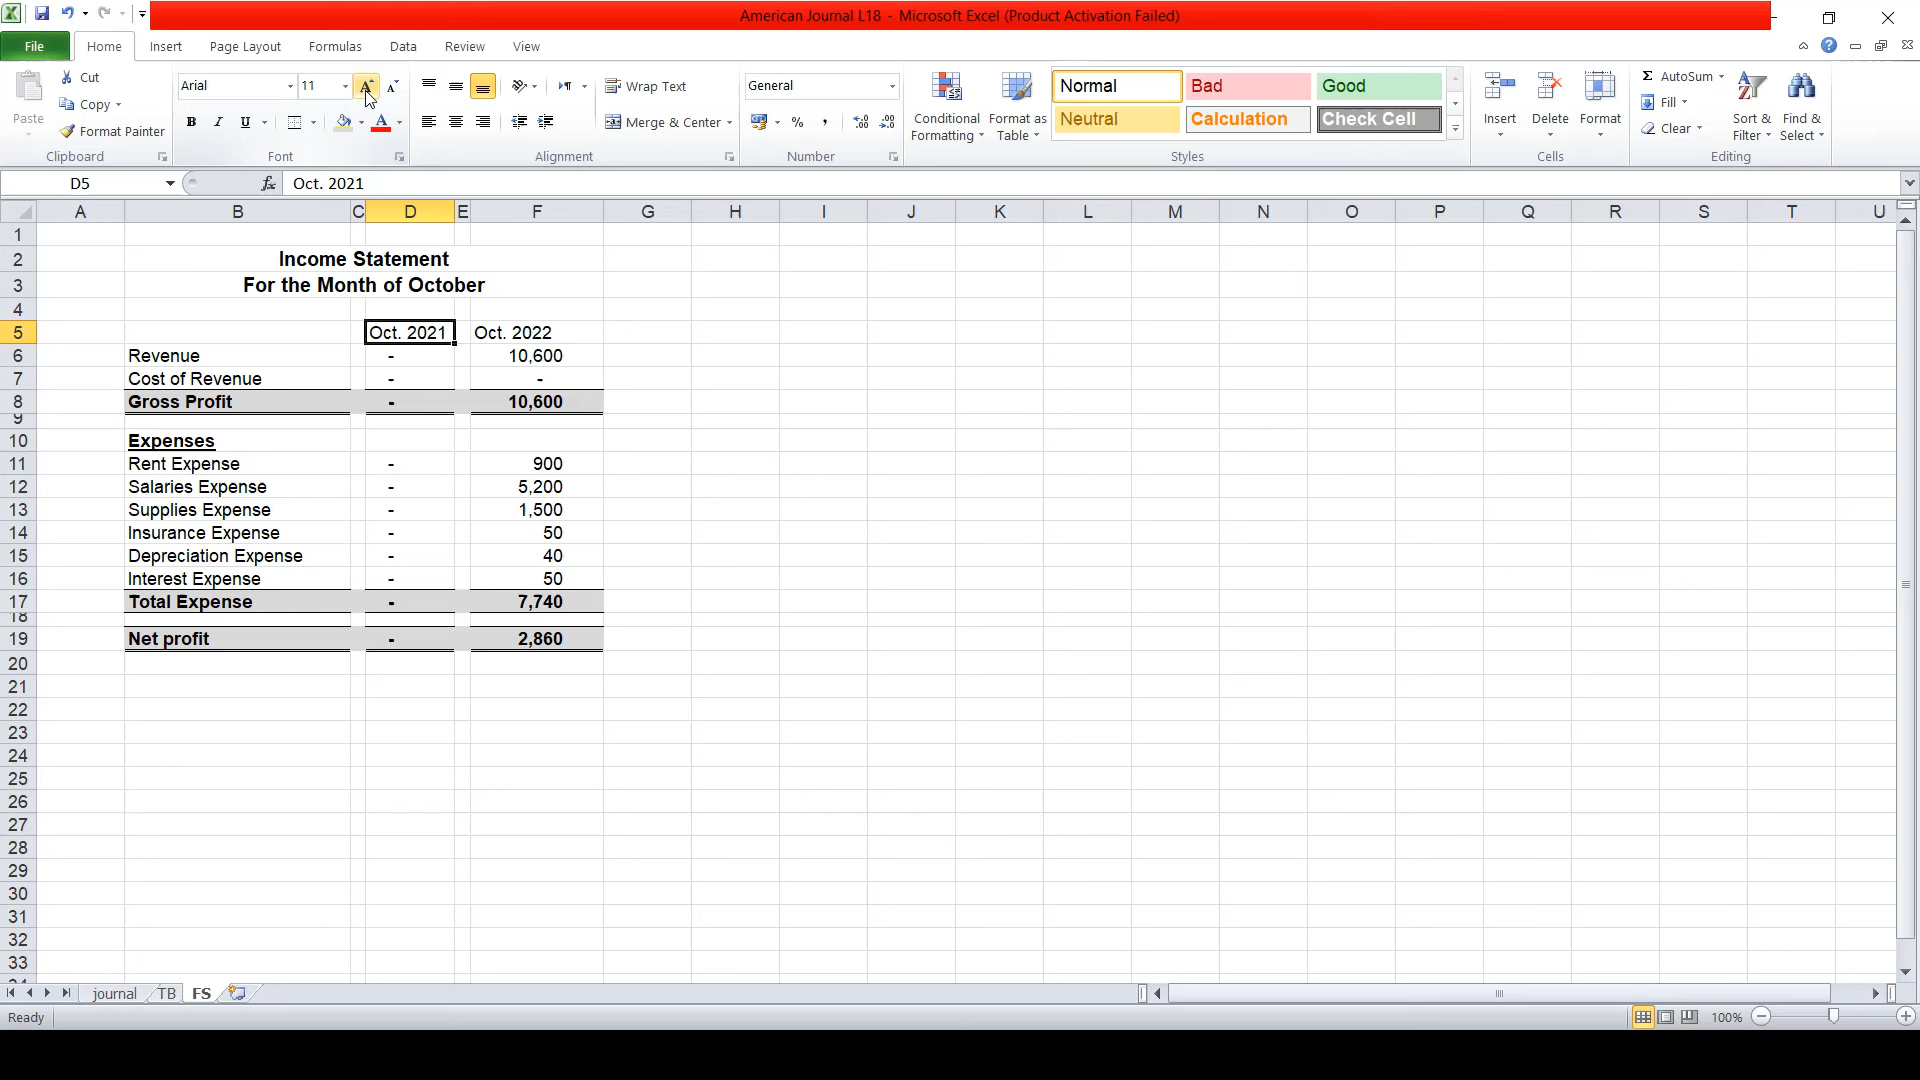 American Journal L18 - Microsoft Excel (Product Activation Failed)
File Home Insert Page Layout Formulas Data Review View
Paste
Cut
Copy
Format Painter
Clipboard
Arial 11
B I U
Font
Wrap Text
Merge & Center
Alignment
General
%
Number
Conditional Formatting
Format as Table
Normal Bad Good
Neutral Calculation Check Cell
Styles
Insert Delete Format
Cells
Σ AutoSum
Fill
Clear
Sort & Filter
Find & Select
Editing
D5 fx Oct. 2021
A B C D E F G H I J K L M N O P Q R S T U
1
2 Income Statement
3 For the Month of October
4
5 Oct. 2021 Oct. 2022
6 Revenue - 10,600
7 Cost of Revenue - -
8 Gross Profit - 10,600
9
10 Expenses
11 Rent Expense - 900
12 Salaries Expense - 5,200
13 Supplies Expense - 1,500
14 Insurance Expense - 50
15 Depreciation Expense - 40
16 Interest Expense - 50
17 Total Expense - 7,740
18
19 Net profit - 2,860
20
21
22
23
24
25
26
27
28
29
30
31
32
33
journal TB FS
Ready 100%